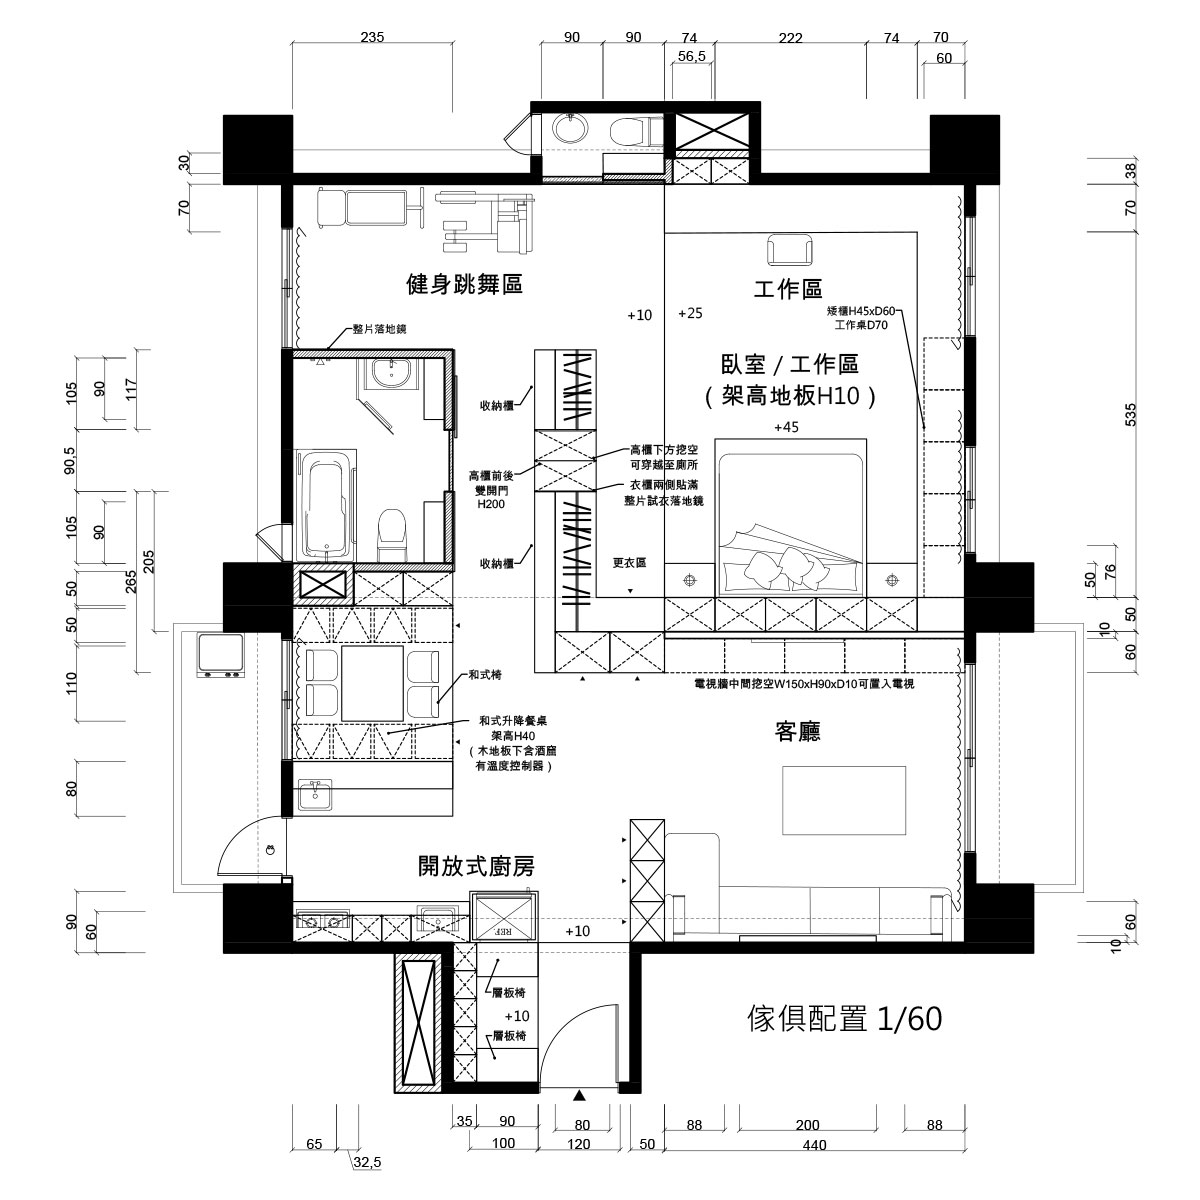 235
90
90
74
222
74
70
56,5
60
30
70
38
70
健身跳舞區
工作區
矮櫃H45xD60
工作桌D70
+10
+25
整片落地鏡
臥室 / 工作區
( 架高地板H10 )
+45
105
90
117
收納櫃
535
90,5
高櫃下方挖空
可穿越至廁所
高櫃前後
雙開門
H200
衣櫃兩側貼滿
整片試衣落地鏡
105
90
265
205
收納櫃
更衣區
50
50
50
76
50
10
60
和式椅
電視牆中間挖空W150xH90xD10可置入電視
110
和式升降餐桌
架高H40
( 木地板下含酒窖
有溫度控制器 )
客廳
80
開放式廚房
90
60
REF
+10
60
10
層板椅
+10
層板椅
傢俱配置 1/60
35
90
80
88
200
88
65
100
120
50
440
32,5